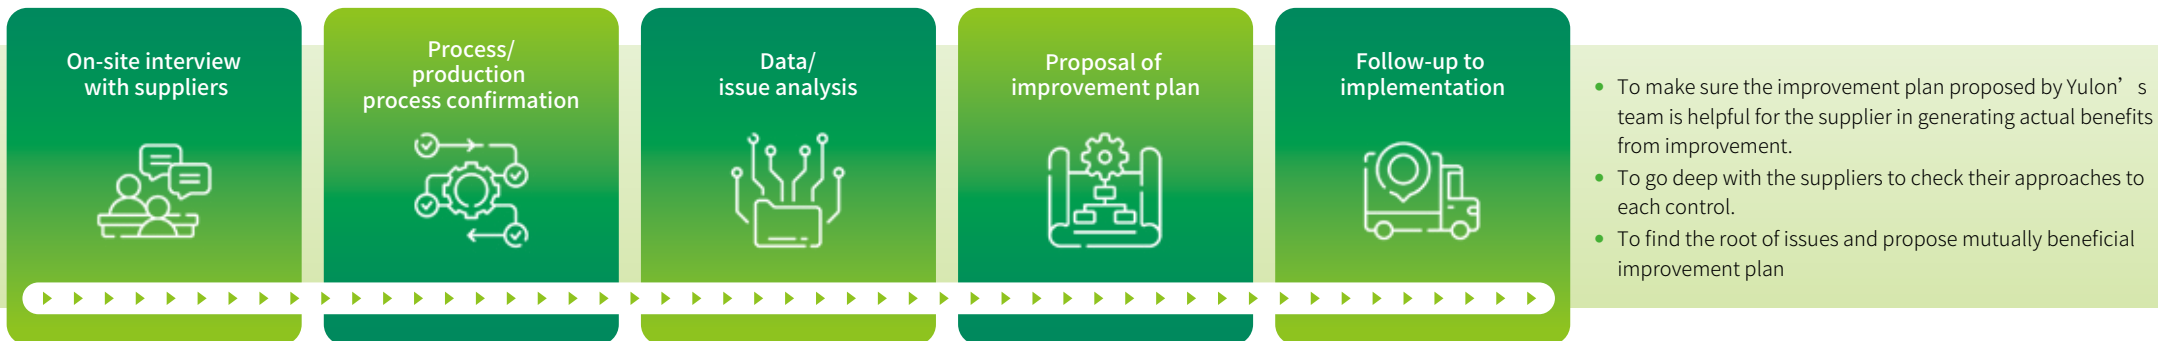 On-site interview
with suppliers
Process/
production
process confirmation
Data/
issue analysis
Proposal of
improvement plan
Follow-up to
implementation
• To make sure the improvement plan proposed by Yulon’s
team is helpful for the supplier in generating actual benefits
from improvement.
• To go deep with the suppliers to check their approaches to
each control.
• To find the root of issues and propose mutually beneficial
improvement plan